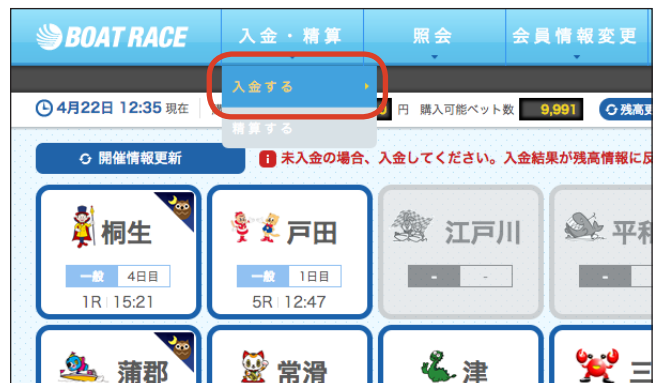 BOAT RACE 入金・精算 照会 会員情報変更
入金する
4月22日 12:35 現在 円 購入可能ベット数 9,991 残高更
精算する
開催情報更新 未入金の場合、入金してください。入金結果が残高情報に反
桐生 戸田 江戸川 平和
一般 4日目 一般 1日目 - - -
1R 15:21 5R 12:47
蒲郡 常滑 津 三